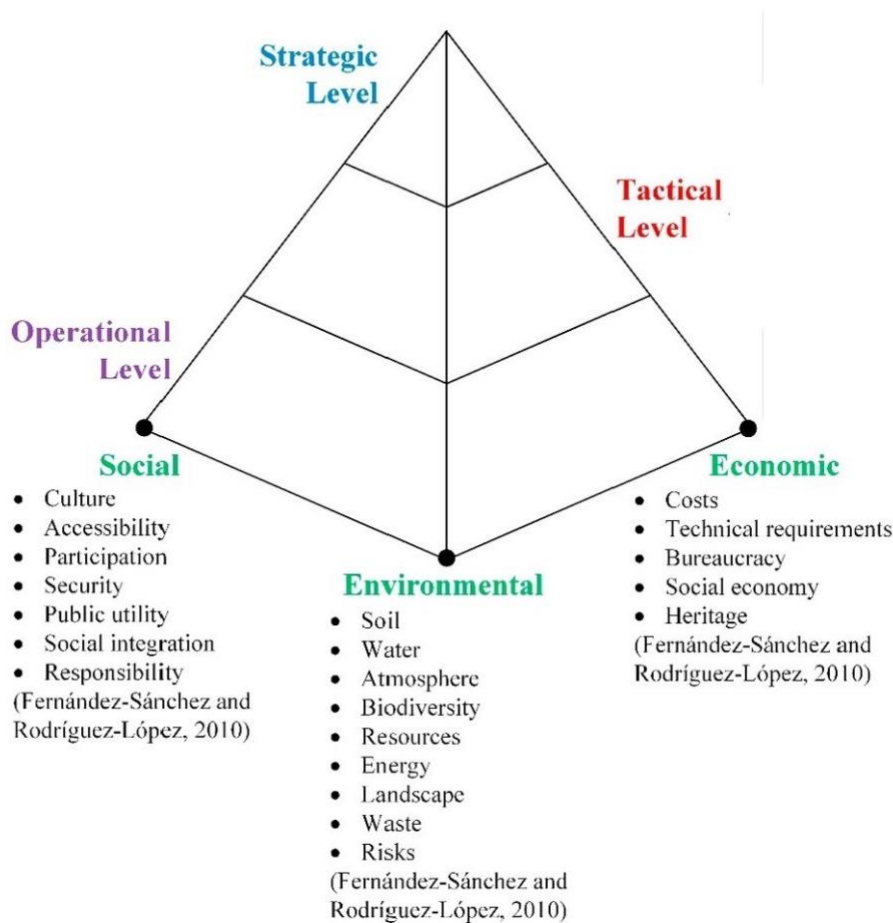 Strategic
Level
Tactical
Level
Operational
Level
Social
• Culture
• Accessibility
• Participation
• Security
• Public utility
• Social integration
• Responsibility
(Fernández-Sánchez and
Rodríguez-López, 2010)
Environmental
• Soil
• Water
• Atmosphere
• Biodiversity
• Resources
• Energy
• Landscape
• Waste
• Risks
(Fernández-Sánchez and
Rodríguez-López, 2010)
Economic
• Costs
• Technical requirements
• Bureaucracy
• Social economy
• Heritage
(Fernández-Sánchez and
Rodríguez-López, 2010)